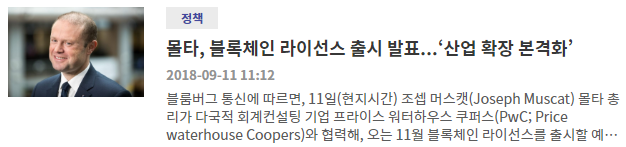 정책
몰타, 블록체인 라이선스 출시 발표...‘산업 확장 본격화’
2018-09-11 11:12
블룸버그 통신에 따르면, 11일(현지시간) 조셉 머스캣(Joseph Muscat) 몰타 총
리가 다국적 회계컨설팅 기업 프라이스 워터하우스 쿠퍼스(PwC; Price
waterhouse Coopers)와 협력해, 오는 11월 블록체인 라이선스를 출시할 예…